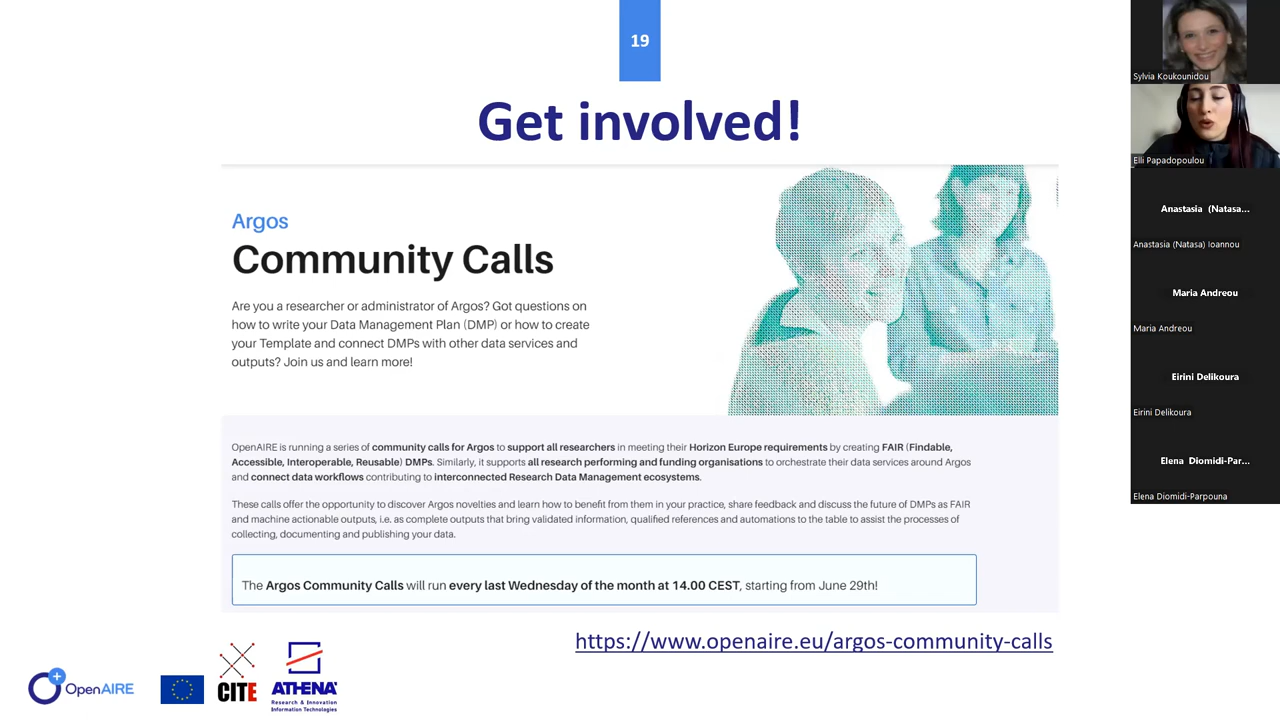 19
Get involved!
Argos
Community Calls
Are you a researcher or administrator of Argos? Got questions on
how to write your Data Management Plan (DMP) or how to create
your Template and connect DMPs with other data services and
outputs? Join us and learn more!
OpenAIRE is running a series of community calls for Argos to support all researchers in meeting their Horizon Europe requirements by creating FAIR (Findable,
Accessible, Interoperable, Reusable) DMPs. Similarly, it supports all research performing and funding organisations to orchestrate their data services around Argos
and connect data workflows contributing to interconnected Research Data Management ecosystems.
These calls offer the opportunity to discover Argos novelties and learn how to benefit from them in your practice, share feedback and discuss the future of DMPs as FAIR
and machine actionable outputs, i.e. as complete outputs that bring validated information, qualified references and automations to the table to assist the processes of
collecting, documenting and publishing your data.
The Argos Community Calls will run every last Wednesday of the month at 14.00 CEST, starting from June 29th!
https://www.openaire.eu/argos-community-calls
OpenAIRE
CITE
ATHENA
Research & Innovation
Information Technologies
Sylvia Koukounidou
Elli Papadopoulou
Anastasia (Natasa...
Anastasia (Natasa) Ioannou
Maria Andreou
Maria Andreou
Eirini Delikoura
Eirini Delikoura
Elena Diomidi-Par...
Elena Diomidi-Parpouna